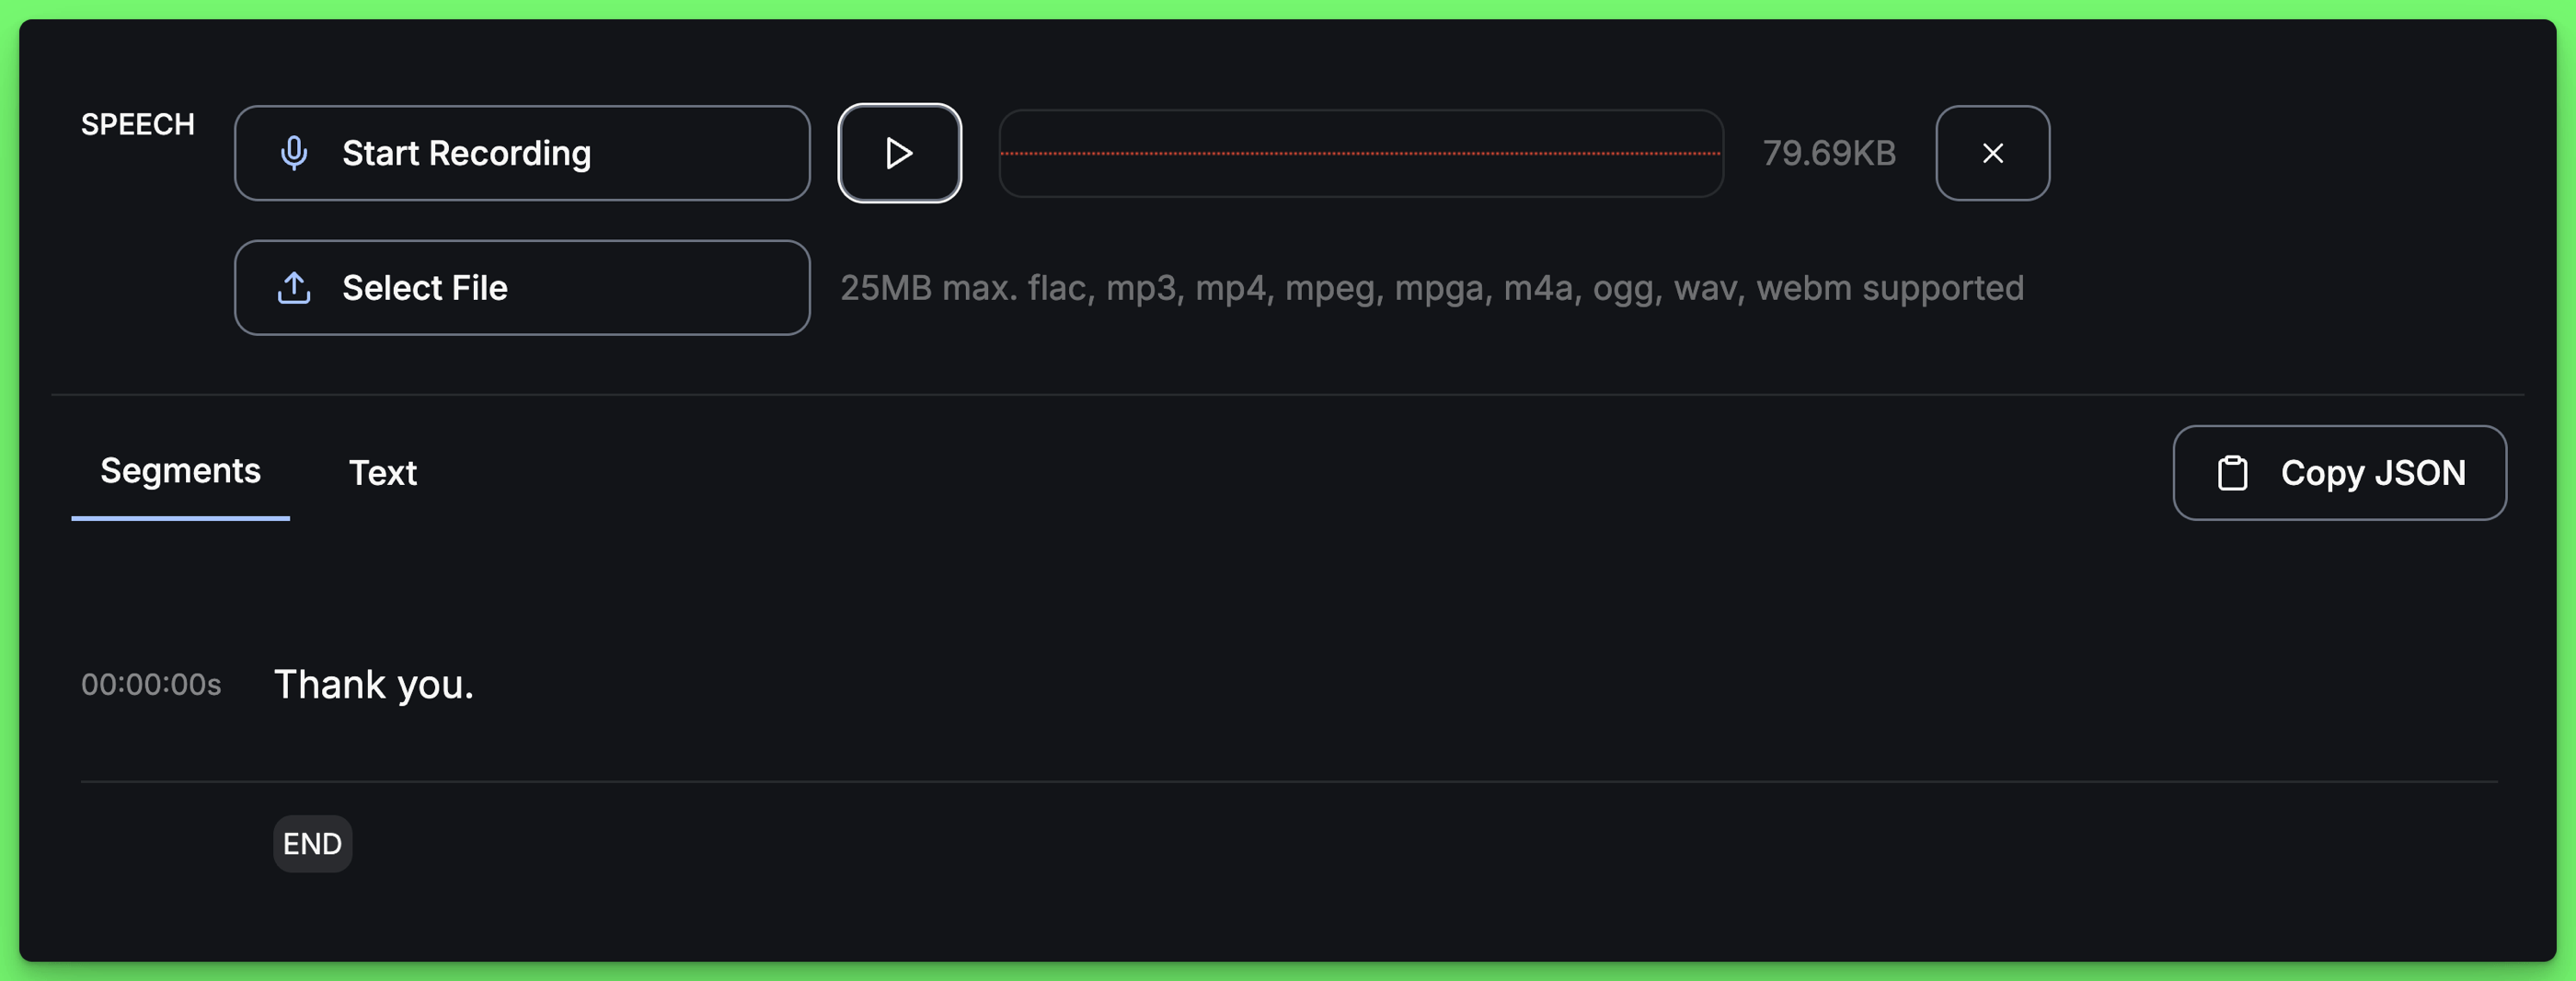 SPEECH
Start Recording
79.69KB
Select File
25MB max. flac, mp3, mp4, mpeg, mpga, m4a, ogg, wav, webm supported
Segments
Text
Copy JSON
00:00:00s
Thank you.
END